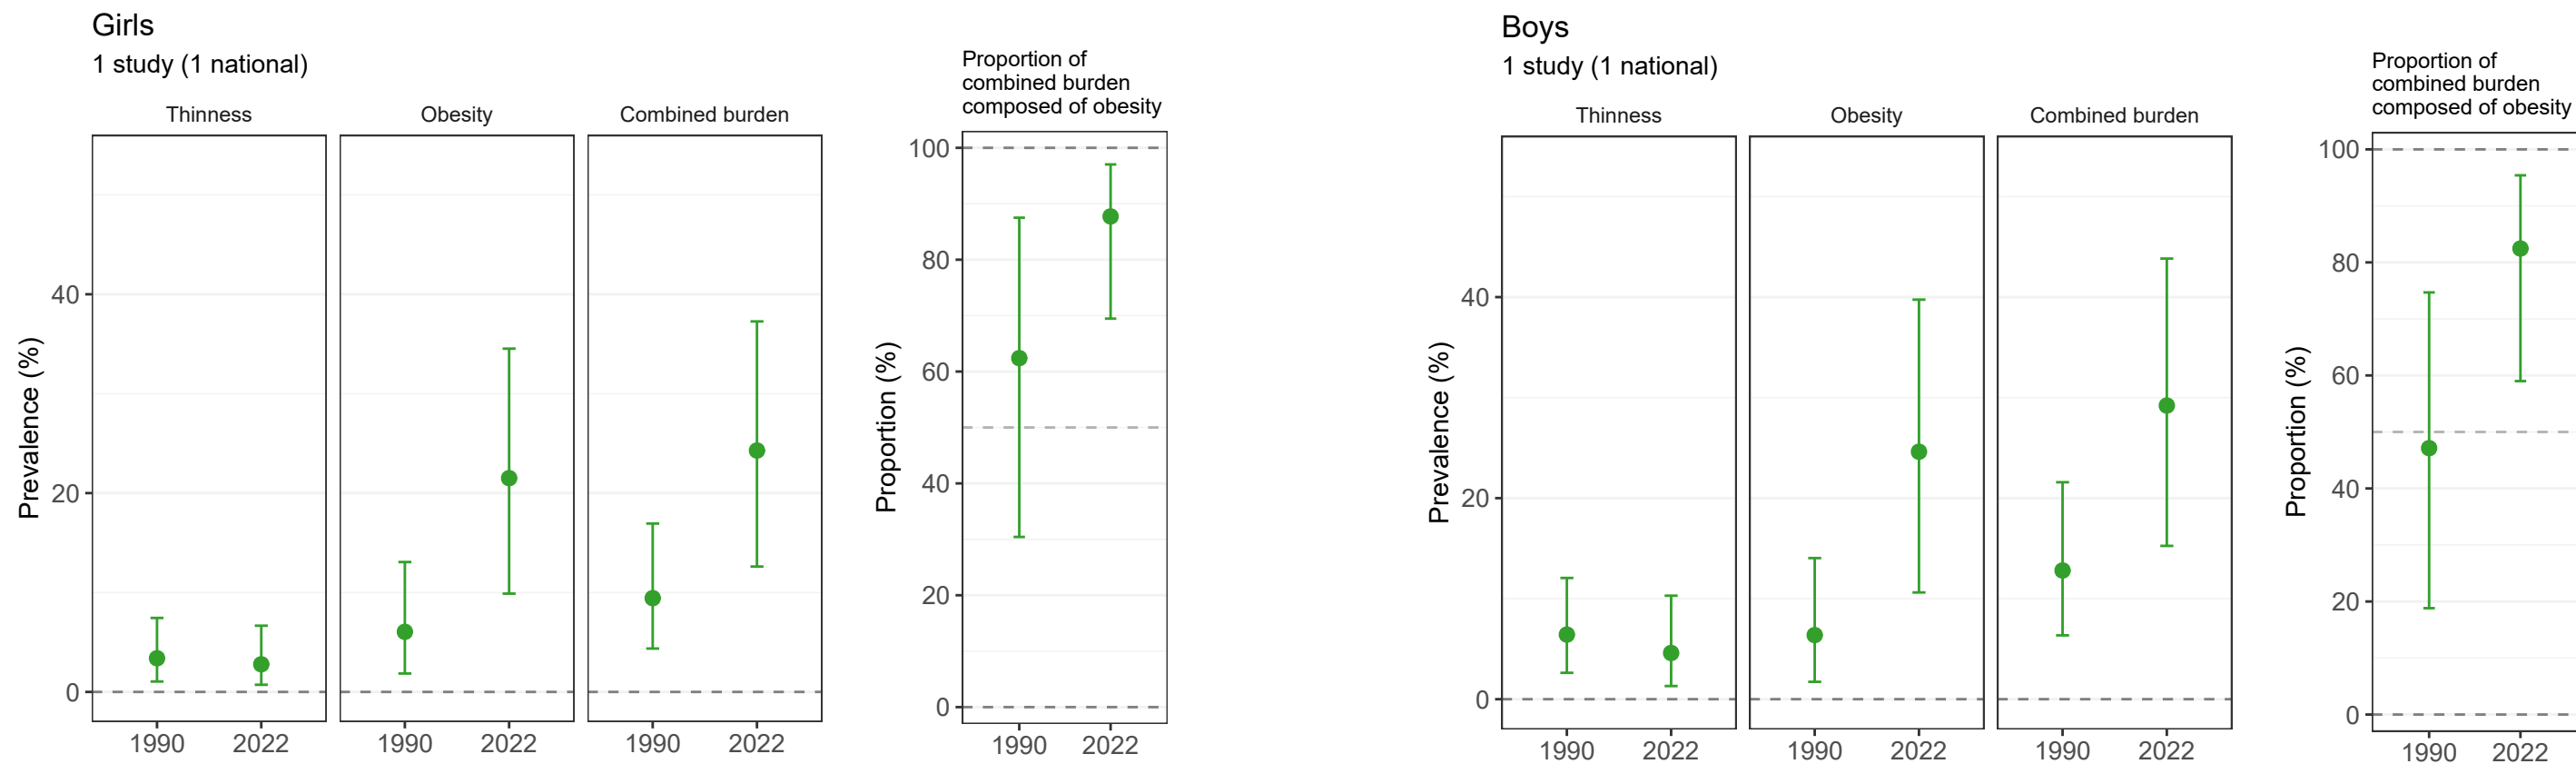 Girls
1 study (1 national)
Thinness
Obesity
Combined burden
Prevalence (%)
40
20
0
1990 2022
1990 2022
1990 2022
Proportion of
combined burden
composed of obesity
Proportion (%)
100
80
60
40
20
0
1990 2022
Boys
1 study (1 national)
Thinness
Obesity
Combined burden
Prevalence (%)
40
20
0
1990 2022
1990 2022
1990 2022
Proportion of
combined burden
composed of obesity
Proportion (%)
100
80
60
40
20
0
1990 2022